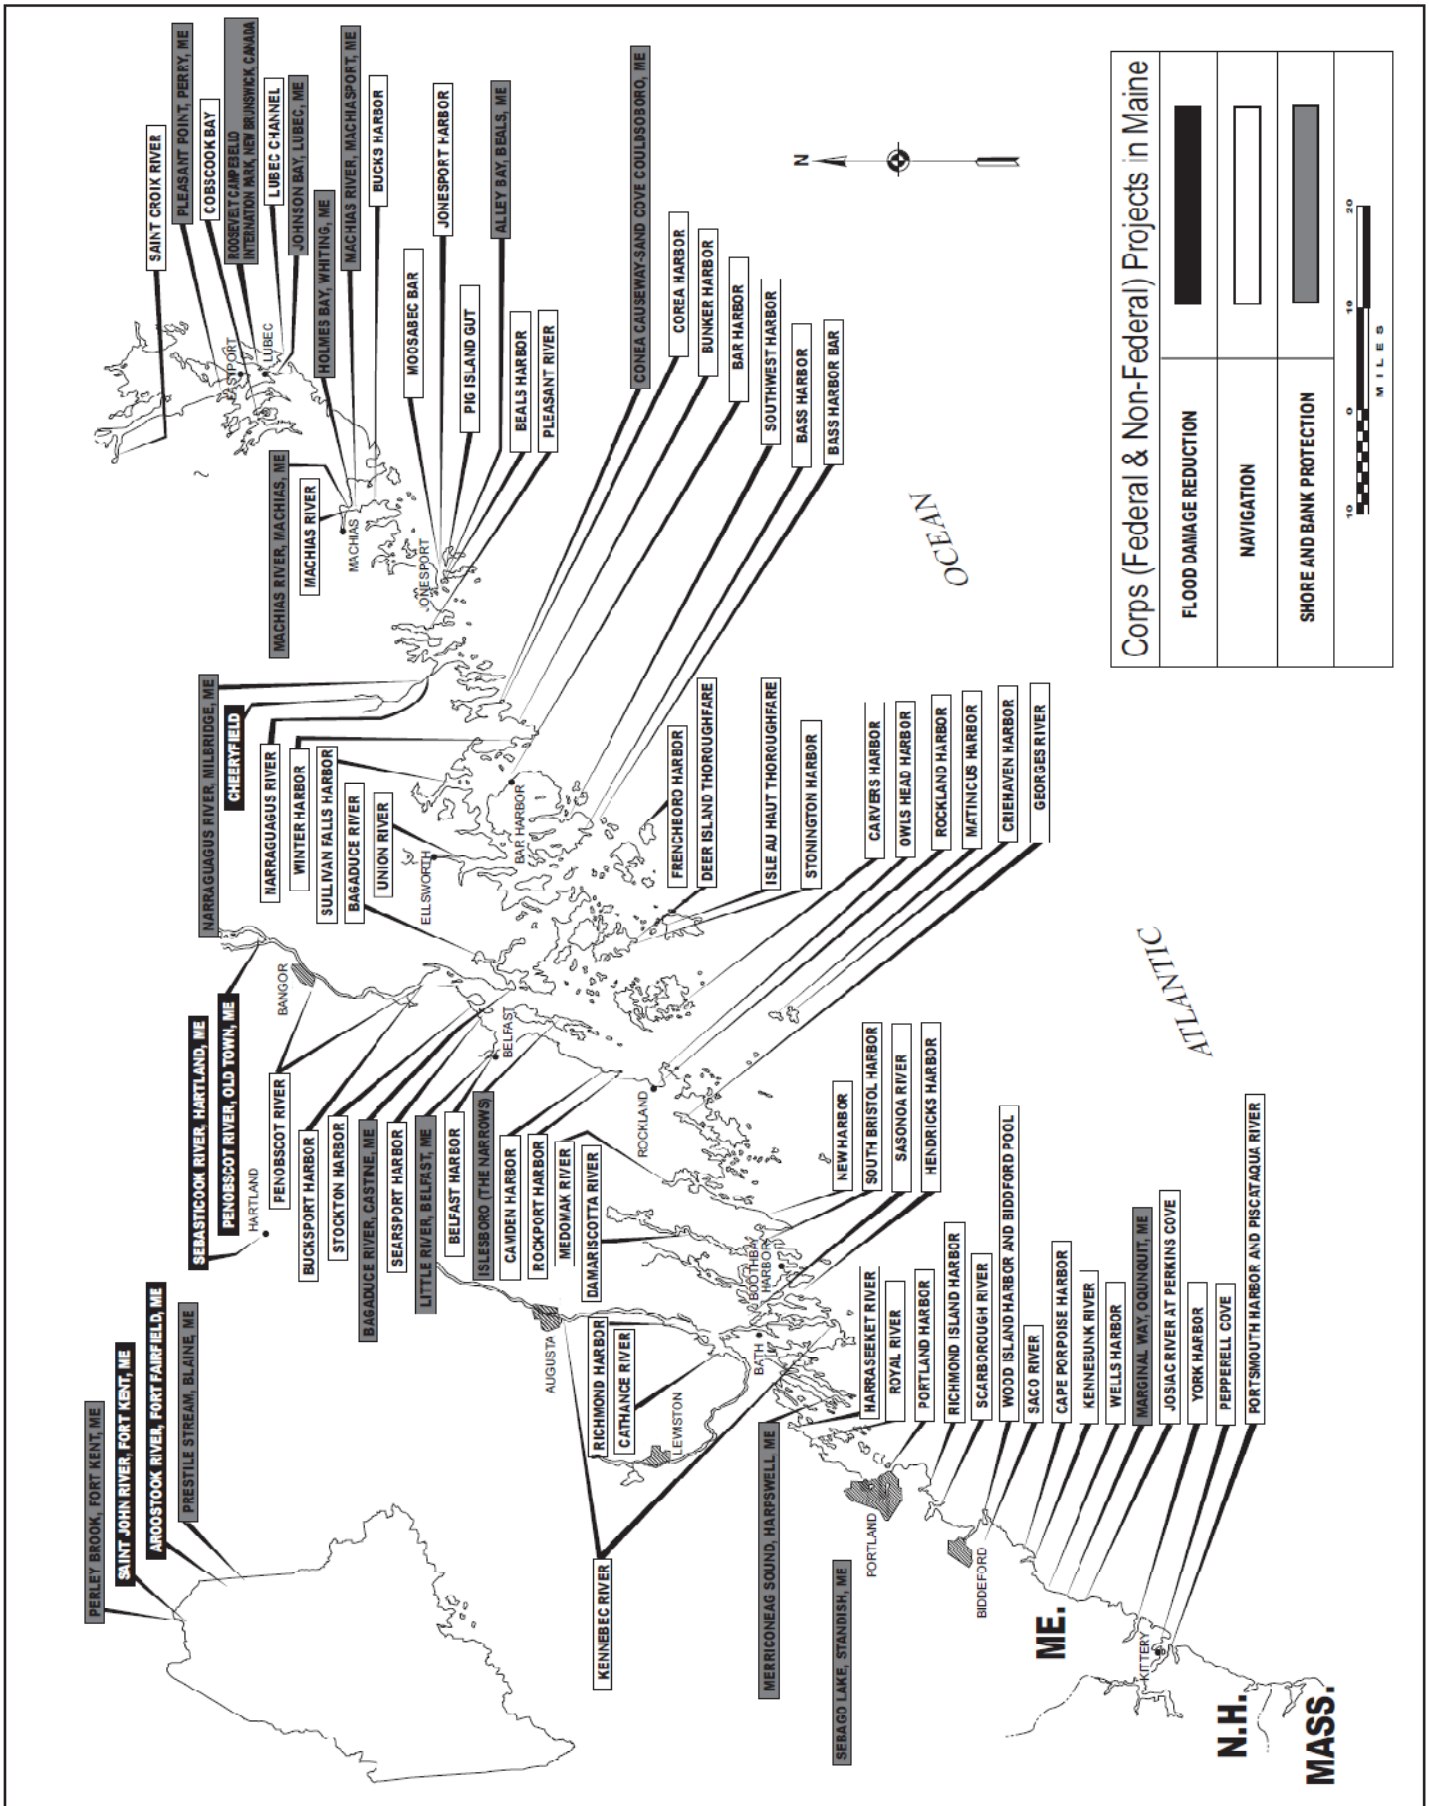 Corps (Federal & Non-Federal) Projects in Maine
FLOOD DAMAGE REDUCTION
NAVIGATION
SHORE AND BANK PROTECTION
10
0
10
20
MILES
N
PERLEY BROOK, FORT KENT, ME
SAINT JOHN RIVER, FORT KENT, ME
AROOSTOOK RIVER, FORT FAIRFIELD, ME
PRESTILE STREAM, BLAINE, ME
SEBASTICOOK RIVER, HARTLAND, ME
PENOBSCOT RIVER, OLD TOWN, ME
HARTLAND
PENOBSCOT RIVER
BUCKSPORT HARBOR
STOCKTON HARBOR
BAGADUCE RIVER, CASTINE, ME
SEARSPORT HARBOR
LITTLE RIVER, BELFAST, ME
BELFAST HARBOR
ISLESBORO (THE NARROWS)
CAMDEN HARBOR
ROCKPORT HARBOR
MEDOMAK RIVER
DAMARISCOTTA RIVER
NARRAGUAGUS RIVER, MILBRIDGE, ME
CHEERYFIELD
NARRAGUAGUS RIVER
WINTER HARBOR
SULLIVAN FALLS HARBOR
BAGADUCE RIVER
UNION RIVER
MACHIAS RIVER, MACHIAS, ME
MACHIAS RIVER
SAINT CROIX RIVER
PLEASANT POINT, PERRY, ME
COBSCOOK BAY
ROOSEVELT CAMPEBELLO
INTERNATION PARK, NEW BRUNSWICK, CANADA
LUBEC CHANNEL
JOHNSON BAY, LUBEC, ME
HOLMES BAY, WHITING, ME
MACHIAS RIVER, MACHIASPORT, ME
BUCKS HARBOR
MOOSABEC BAR
JONESPORT HARBOR
PIG ISLAND GUT
ALLEY BAY, BEALS, ME
BEALS HARBOR
PLEASANT RIVER
CONEA CAUSEWAY-SAND COVE COULDSOBORO, ME
COREA HARBOR
BUNKER HARBOR
BAR HARBOR
SOUTHWEST HARBOR
BASS HARBOR
BASS HARBOR BAR
FRENCHEORD HARBOR
DEER ISLAND THOROUGHFARE
ISLE AU HAUT THOROUGHFARE
STONINGTON HARBOR
CARVERS HARBOR
OWLS HEAD HARBOR
ROCKLAND HARBOR
MATINICUS HARBOR
CRIEHAVEN HARBOR
GEORGES RIVER
NEW HARBOR
SOUTH BRISTOL HARBOR
SASONOA RIVER
HENDRICKS HARBOR
RICHMOND HARBOR
CATHANCE RIVER
KENNEBEC RIVER
MERRICONEAG SOUND, HARPSWELL, ME
SEBAGO LAKE, STANDISH, ME
HARRASEEKET RIVER
ROYAL RIVER
PORTLAND HARBOR
RICHMOND ISLAND HARBOR
SCARBOROUGH RIVER
WOOD ISLAND HARBOR AND BIDDFORD POOL
SACO RIVER
CAPE PORPOISE HARBOR
KENNEBUNK RIVER
WELLS HARBOR
MARGINAL WAY, OQUNQUIT, ME
JOSIAC RIVER AT PERKINS COVE
YORK HARBOR
PEPPERELL COVE
PORTSMOUTH HARBOR AND PISCATAQUA RIVER
EASTPORT
LUBEC
MACHIAS
JONESPORT
BAR HARBOR
ELLSWORTH
BANGOR
BELFAST
ROCKLAND
BOOTHBAY
HARBOR
AUGUSTA
BATH
LEWISTON
PORTLAND
BIDDEFORD
KITTERY
ATLANTIC
OCEAN
ME.
N.H.
MASS.